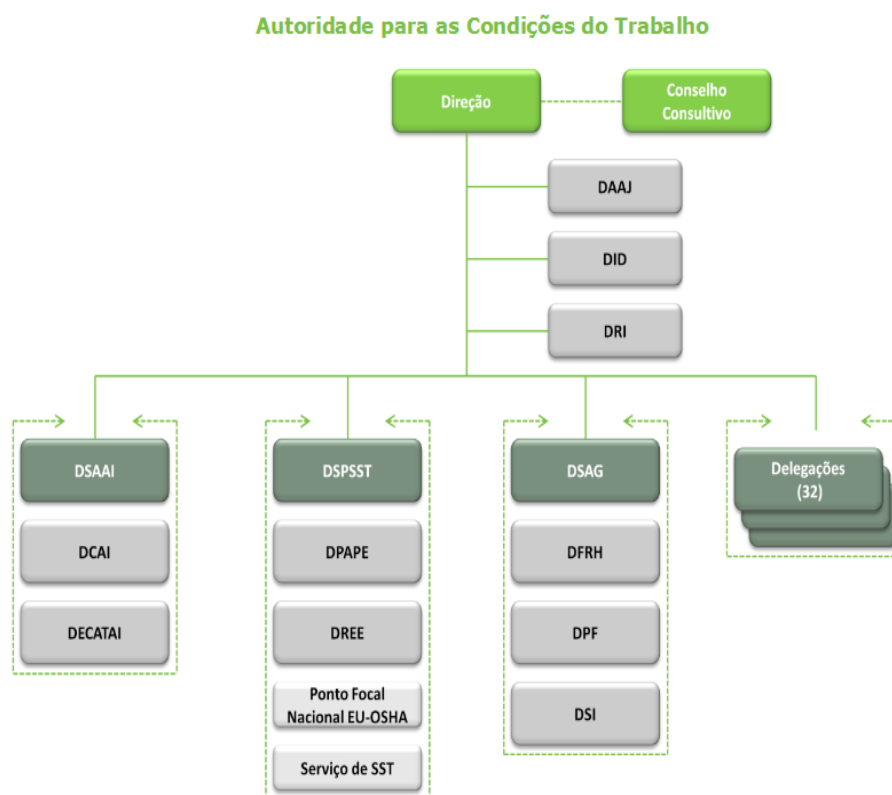 Autoridade para as Condições do Trabalho
Direção
Conselho
Consultivo
DAAJ
DID
DRI
DSAAI
DCAI
DECATAI
DSPSST
DPAPE
DREE
Ponto Focal
Nacional EU-OSHA
Serviço de SST
DSAG
DFRH
DPF
DSI
Delegações
(32)